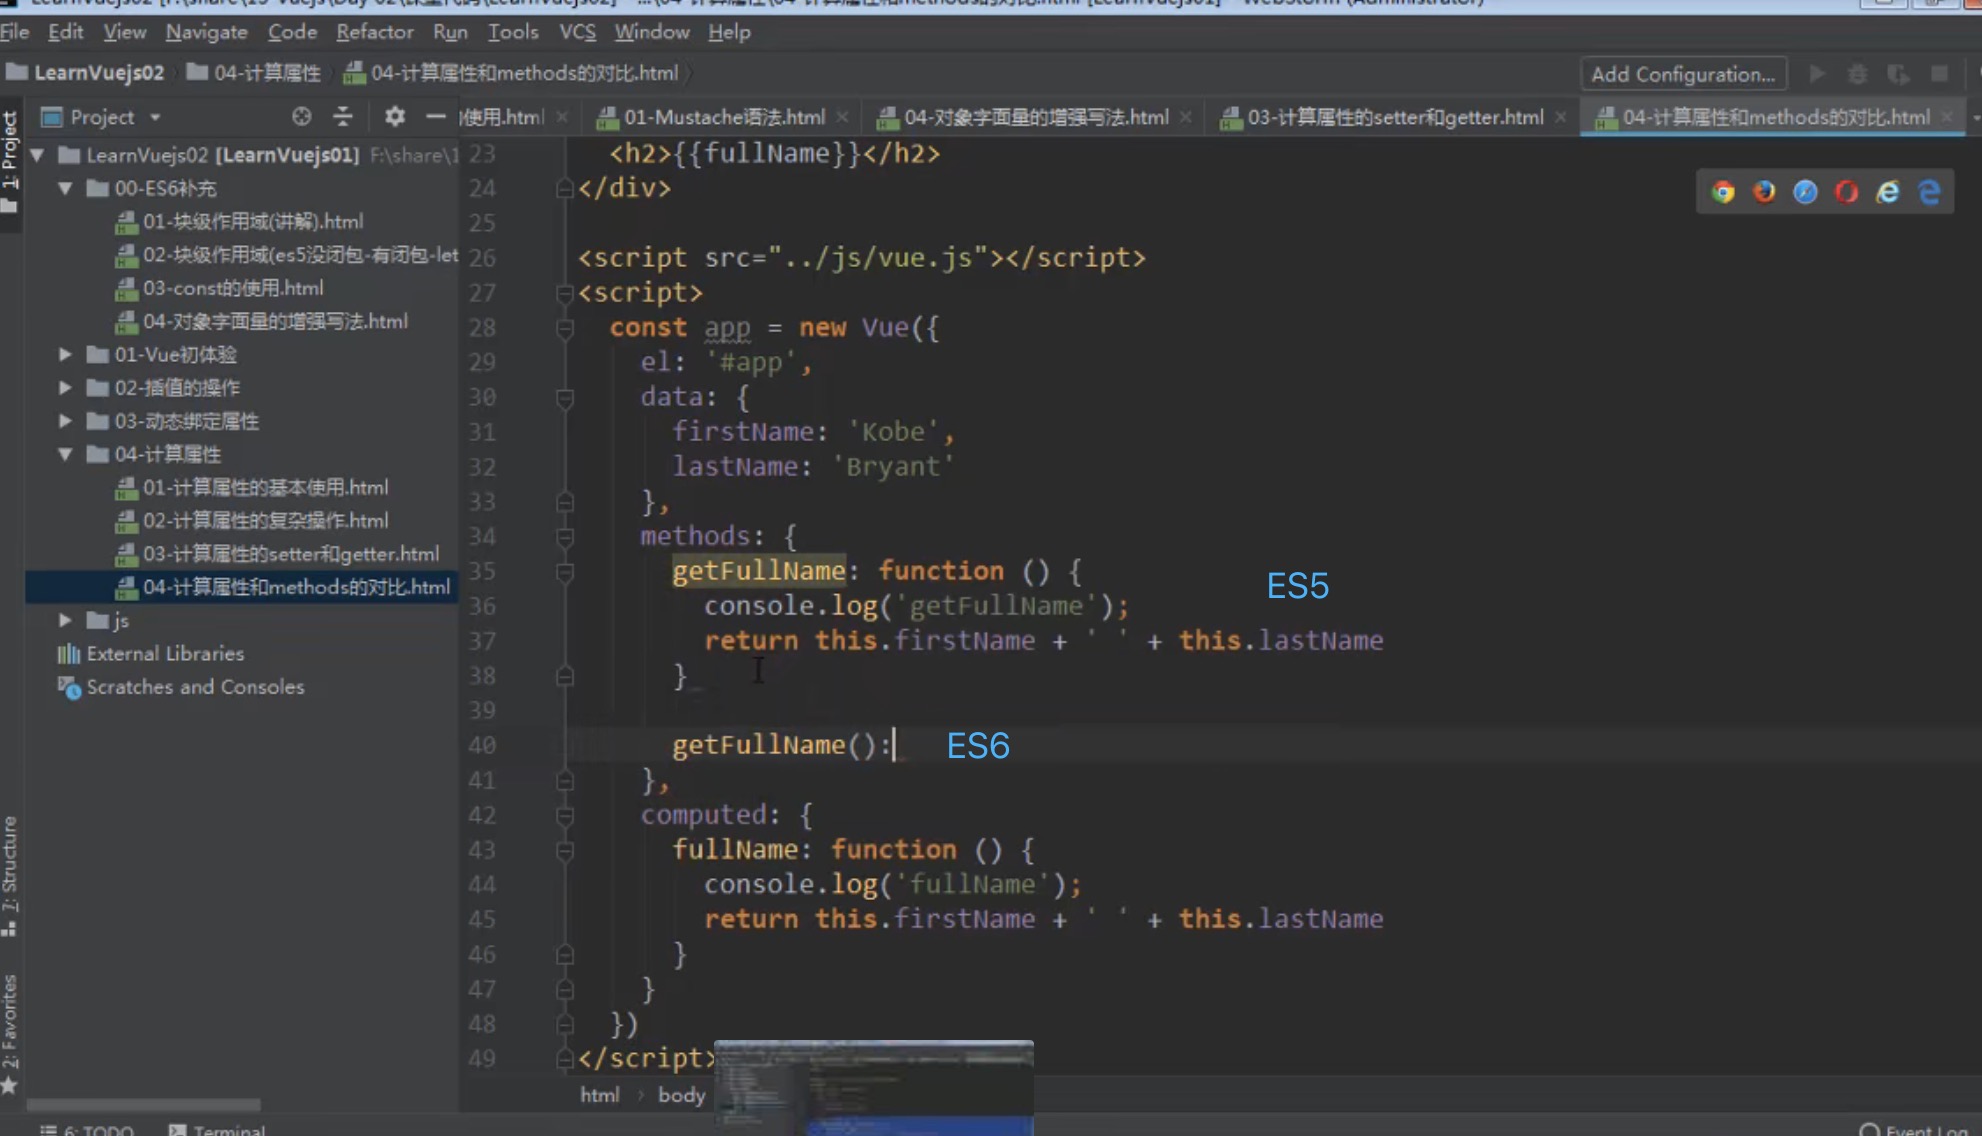 File Edit View Navigate Code Refactor Run Tools VCS Window Help
LearnVuejs02 04-计算属性 04-计算属性和methods的对比.html
Add Configuration...
1: Project
Project
使用.html
01-Mustache语法.html
04-对象字面量的增强写法.html
03-计算属性的setter和getter.html
04-计算属性和methods的对比.html
LearnVuejs02 [LearnVuejs01] F:\share\1
00-ES6补充
01-块级作用域(讲解).html
02-块级作用域(es5没闭包-有闭包-let
03-const的使用.html
04-对象字面量的增强写法.html
01-Vue初体验
02-插值的操作
03-动态绑定属性
04-计算属性
01-计算属性的基本使用.html
02-计算属性的复杂操作.html
03-计算属性的setter和getter.html
04-计算属性和methods的对比.html
js
External Libraries
Scratches and Consoles
7: Structure
2: Favorites
23 <h2>{{fullName}}</h2>
24 </div>
25
26 <script src="../js/vue.js"></script>
27 <script>
28 const app = new Vue({
29 el: '#app',
30 data: {
31 firstName: 'Kobe',
32 lastName: 'Bryant'
33 },
34 methods: {
35 getFullName: function () {
ES5
36 console.log('getFullName');
37 return this.firstName + ' ' + this.lastName
38 }
39
40 getFullName(): ES6
41 },
42 computed: {
43 fullName: function () {
44 console.log('fullName');
45 return this.firstName + ' ' + this.lastName
46 }
47 }
48 })
49 </script>
html body
6: TODO Terminal
Event Log